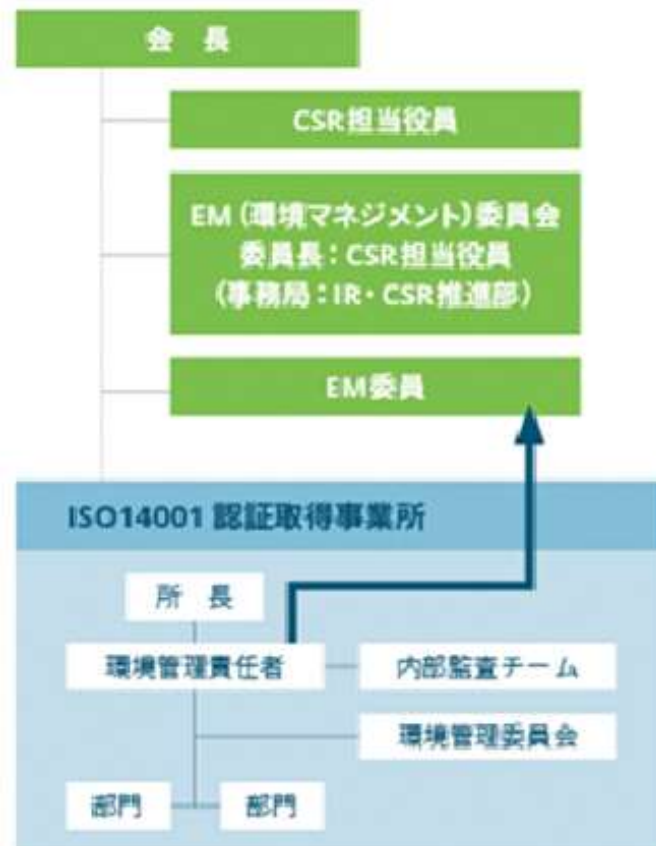 会 長
CSR担当役員
EM（環境マネジメント）委員会
委員長：CSR担当役員
（事務局：IR・CSR推進部）
EM委員
ISO14001 認証取得事業所
所 長
環境管理責任者
内部監査チーム
環境管理委員会
部門
部門